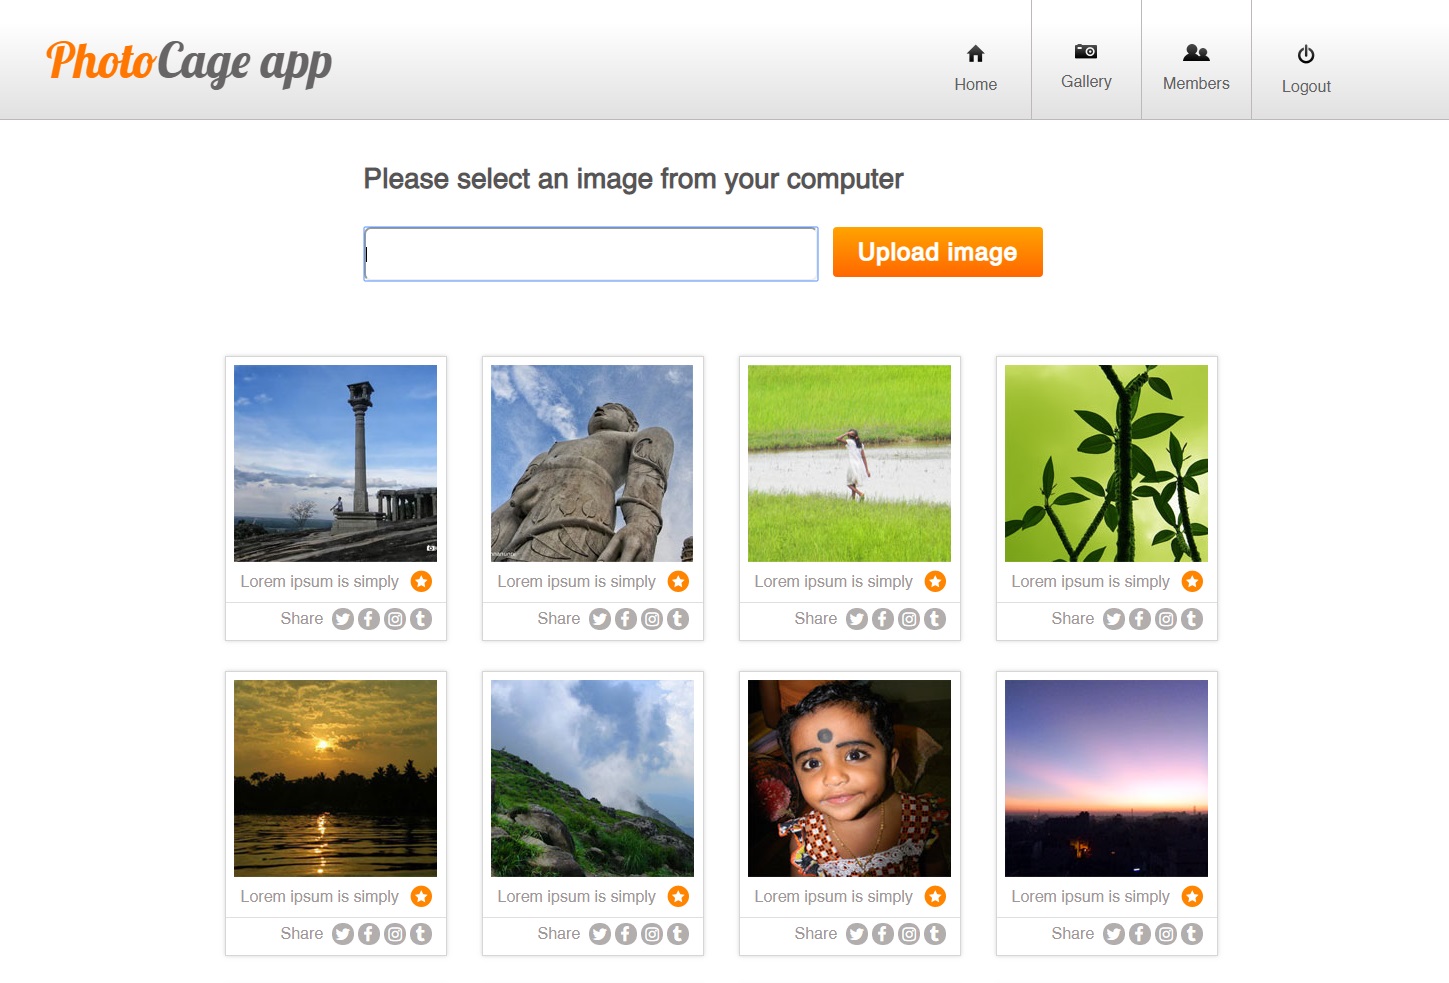 PhotoCage app
Home
Gallery
Members
Logout
Please select an image from your computer
Upload image
Lorem ipsum is simply
Share
Lorem ipsum is simply
Share
Lorem ipsum is simply
Share
Lorem ipsum is simply
Share
Lorem ipsum is simply
Share
Lorem ipsum is simply
Share
Lorem ipsum is simply
Share
Lorem ipsum is simply
Share